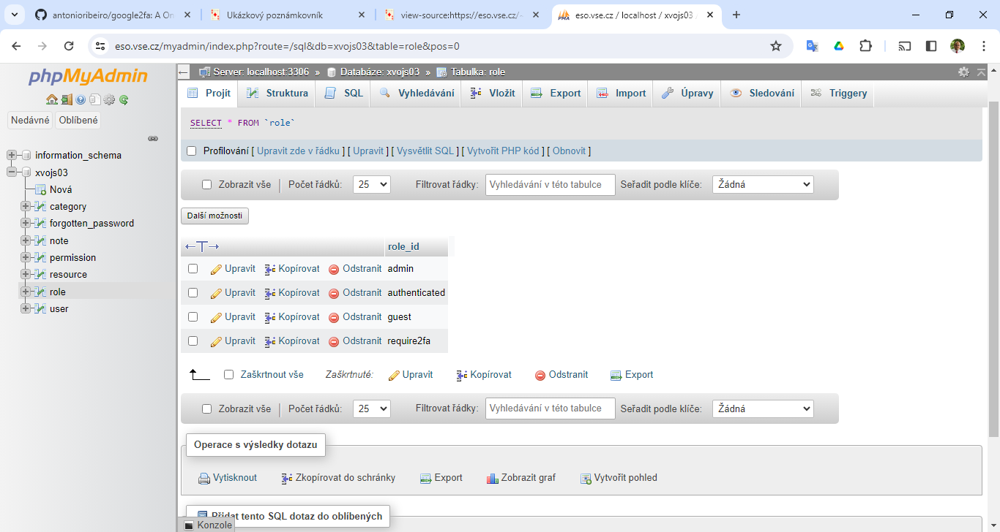 antonioribeiro/google2fa: A On
Ukázkový poznámkovník
view-source:https://eso.vse.cz/~
eso.vse.cz / localhost / xvojs03 /
eso.vse.cz/myadmin/index.php?route=/sql&db=xvojs03&table=role&pos=0
phpMyAdmin
Nedávné Oblíbené
information_schema
xvojs03
Nová
category
forgotten_password
note
permission
resource
role
user
Server: localhost:3306 » Databáze: xvojs03 » Tabulka: role
Projít Struktura SQL Vyhledávání Vložit Export Import Úpravy Sledování Triggery
SELECT * FROM `role`
Profilování [ Upravit zde v řádku ] [ Upravit ] [ Vysvětlit SQL ] [ Vytvořit PHP kód ] [ Obnovit ]
Zobrazit vše Počet řádků: 25 Filtrovat řádky: Vyhledávání v této tabulce Seřadit podle klíče: Žádná
Další možnosti
←T→ role_id
Upravit Kopírovat Odstranit admin
Upravit Kopírovat Odstranit authenticated
Upravit Kopírovat Odstranit guest
Upravit Kopírovat Odstranit require2fa
Zaškrtnout vše Zaškrtnuté: Upravit Kopírovat Odstranit Export
Zobrazit vše Počet řádků: 25 Filtrovat řádky: Vyhledávání v této tabulce Seřadit podle klíče: Žádná
Operace s výsledky dotazu
Vytisknout Zkopírovat do schránky Export Zobrazit graf Vytvořit pohled
Přidat tento SQL dotaz do oblíbených
Konzole